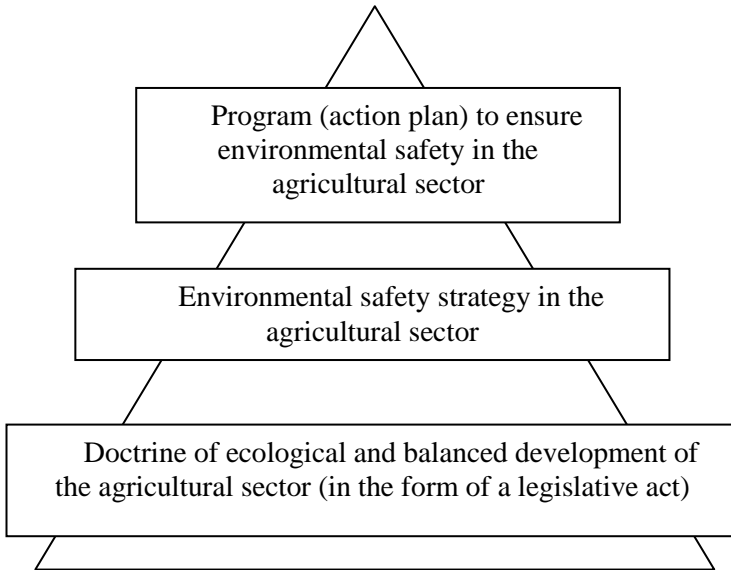 Program (action plan) to ensure
environmental safety in the
agricultural sector
Environmental safety strategy in the
agricultural sector
Doctrine of ecological and balanced development of
the agricultural sector (in the form of a legislative act)